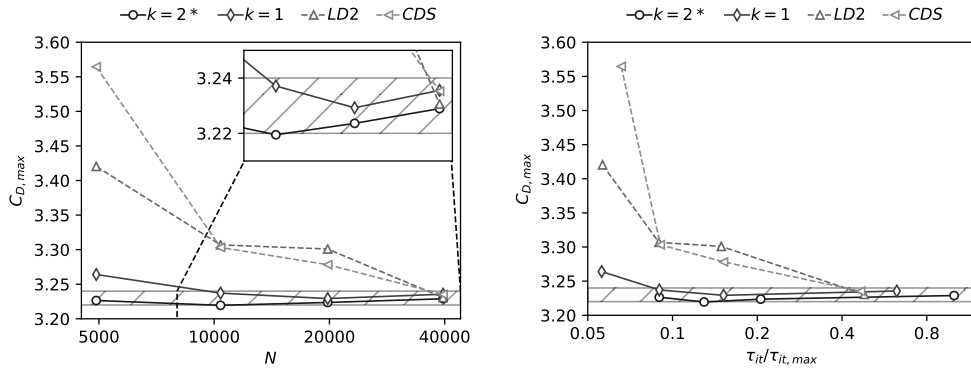 k = 2 * k = 1 LD2 CDS
k = 2 * k = 1 LD2 CDS
3.60
3.55
3.50
3.45
3.40
3.35
3.30
3.25
3.20
C_{D, max}
3.24
3.22
5000 10000 20000 40000
N
3.60
3.55
3.50
3.45
3.40
3.35
3.30
3.25
3.20
C_{D, max}
0.05 0.1 0.2 0.4 0.8
τ_{it}/τ_{it, max}